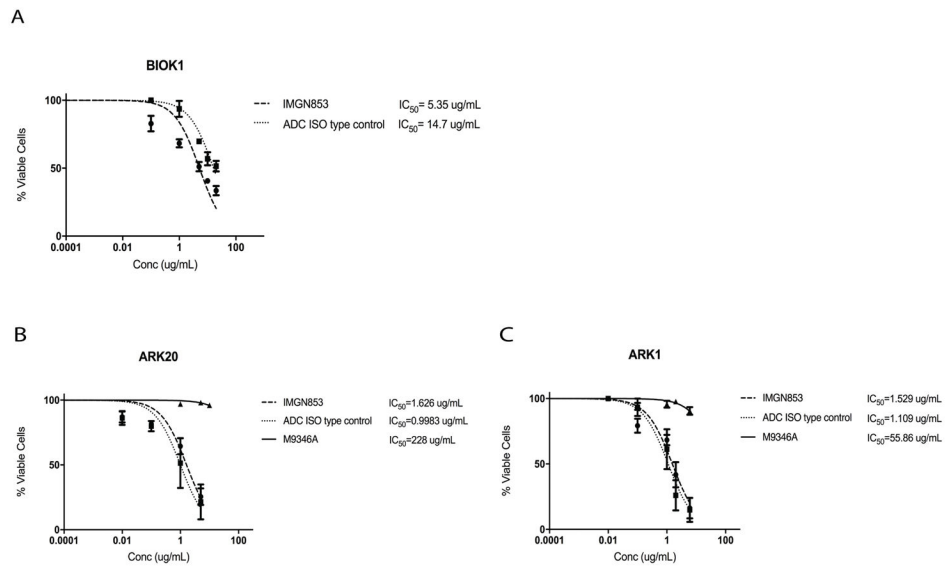 A
BIOK1
100
50
0
0.0001
0.01
1
100
% Viable Cells
Conc (ug/mL)
IMGN853 IC50= 5.35 ug/mL
ADC ISO type control IC50= 14.7 ug/mL
B
ARK20
100
50
0
0.0001
0.01
1
100
% Viable Cells
Conc (ug/mL)
IMGN853 IC50=1.626 ug/mL
ADC ISO type control IC50=0.9983 ug/mL
M9346A IC50=228 ug/mL
C
ARK1
100
50
0
0.0001
0.01
1
100
% Viable Cells
Conc (ug/mL)
IMGN853 IC50=1.529 ug/mL
ADC ISO type control IC50=1.109 ug/mL
M9346A IC50=55.86 ug/mL